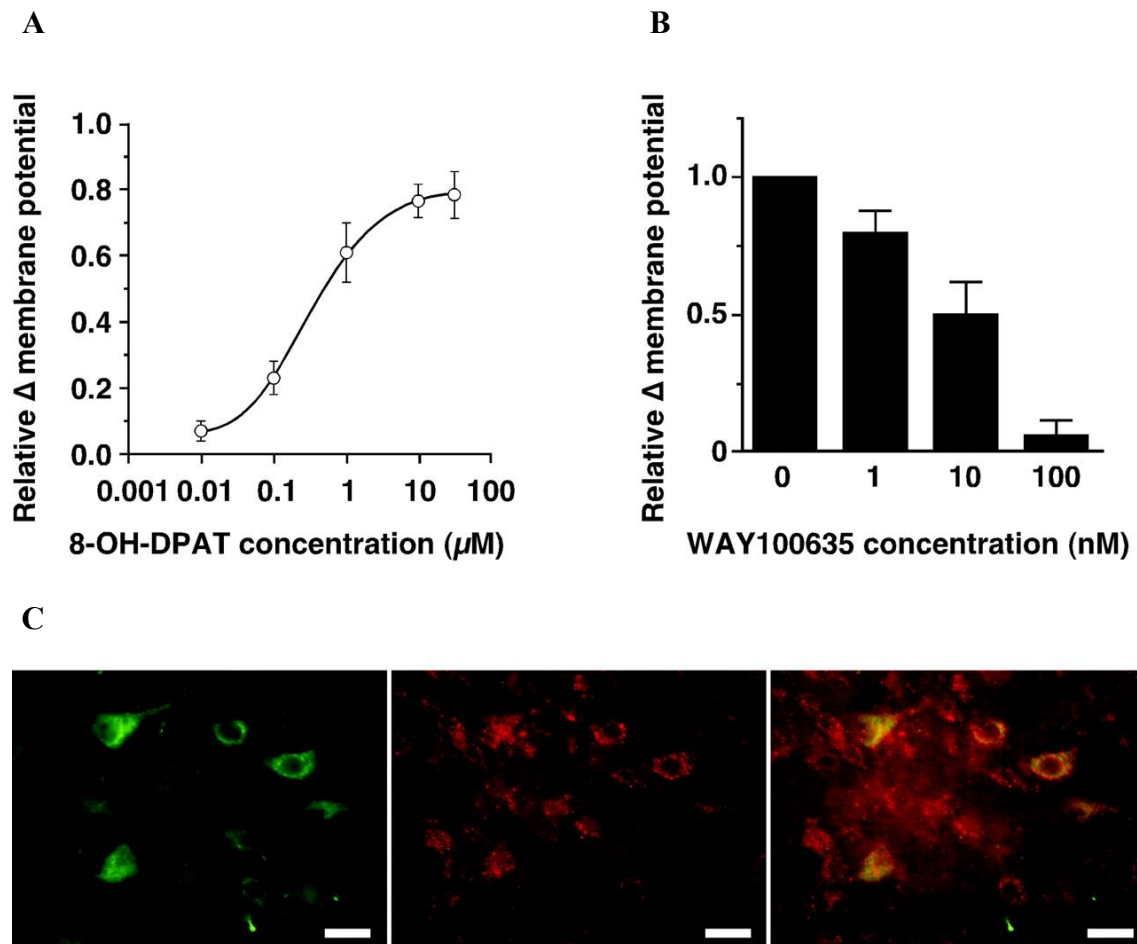 A
B
Relative Δ membrane potential
1.0
0.8
0.6
0.4
0.2
0.0
0.001 0.01 0.1 1 10 100
8-OH-DPAT concentration (µM)
Relative Δ membrane potential
1.0
0.5
0
0 1 10 100
WAY100635 concentration (nM)
C